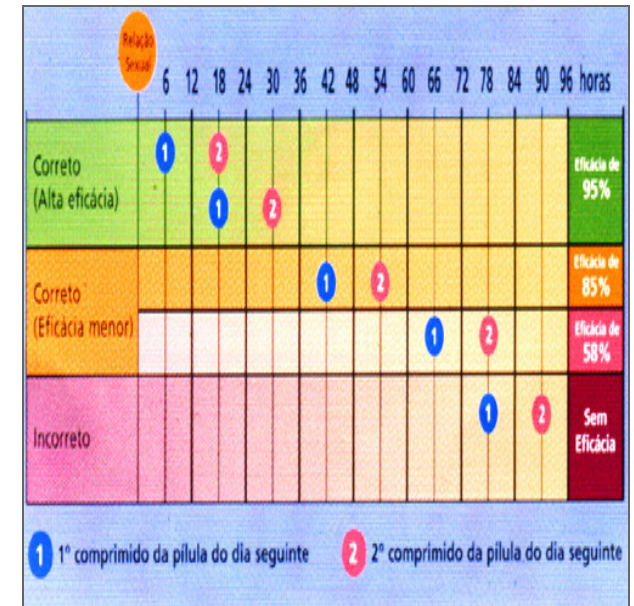 Relação
Sexual
6 12 18 24 30 36 42 48 54 60 66 72 78 84 90 96 horas
Correto
(Alta eficácia)
1 2
1 2
Eficácia de
95%
Correto
(Eficácia menor)
1 2
Eficácia de
85%
1 2
Eficácia de
58%
Incorreto
1 2
Sem
Eficácia
1 1º comprimido da pílula do dia seguinte
2 2º comprimido da pílula do dia seguinte